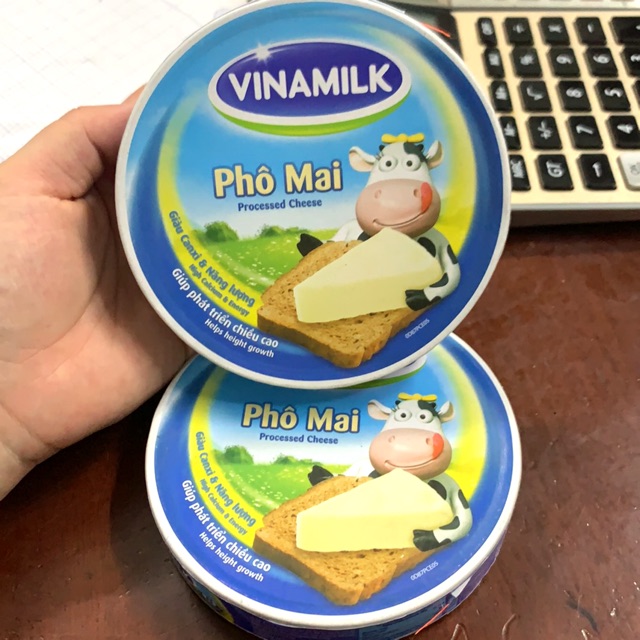 VINAMILK
Phô Mai
Processed Cheese
Giàu Canxi & Năng lượng
High Calcium & Energy
Giúp phát triển chiều cao
Helps height growth
Phô Mai
Processed Cheese
Giàu Canxi & Năng lượng
High Calcium & Energy
Giúp phát triển chiều cao
Helps height growth